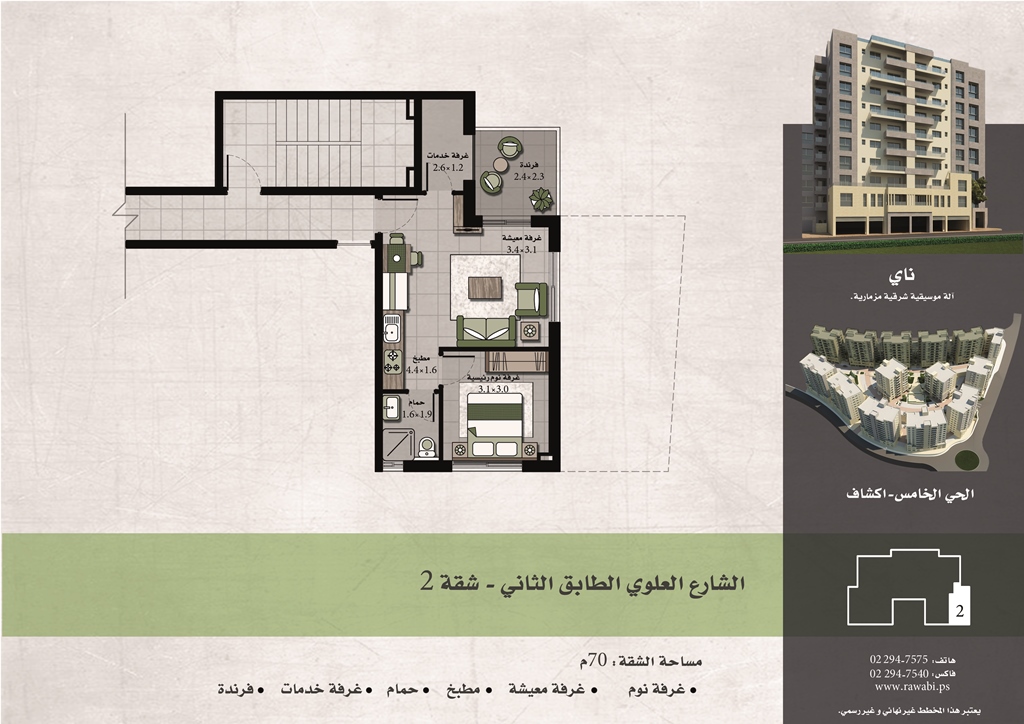 غرفة خدمات
2.6×1.2
فرندة
2.4×2.3
غرفة معيشة
3.4×3.1
مطبخ
4.4×1.6
غرفة نوم رئيسية
3.1×3.0
حمام
1.6×1.9
ناي
آلة موسيقية شرقية مزمارية.
الحي الخامس-اكشاف
الشارع العلوي الطابق الثاني - شقة 2
2
مساحة الشقة: 70م
• غرفة نوم • غرفة معيشة • مطبخ • حمام • غرفة خدمات • فرندة
هاتف: 02 294-7575
فاكس: 02 294-7540
www.rawabi.ps
يعتبر هذا المخطط غير نهائي و غير رسمي.